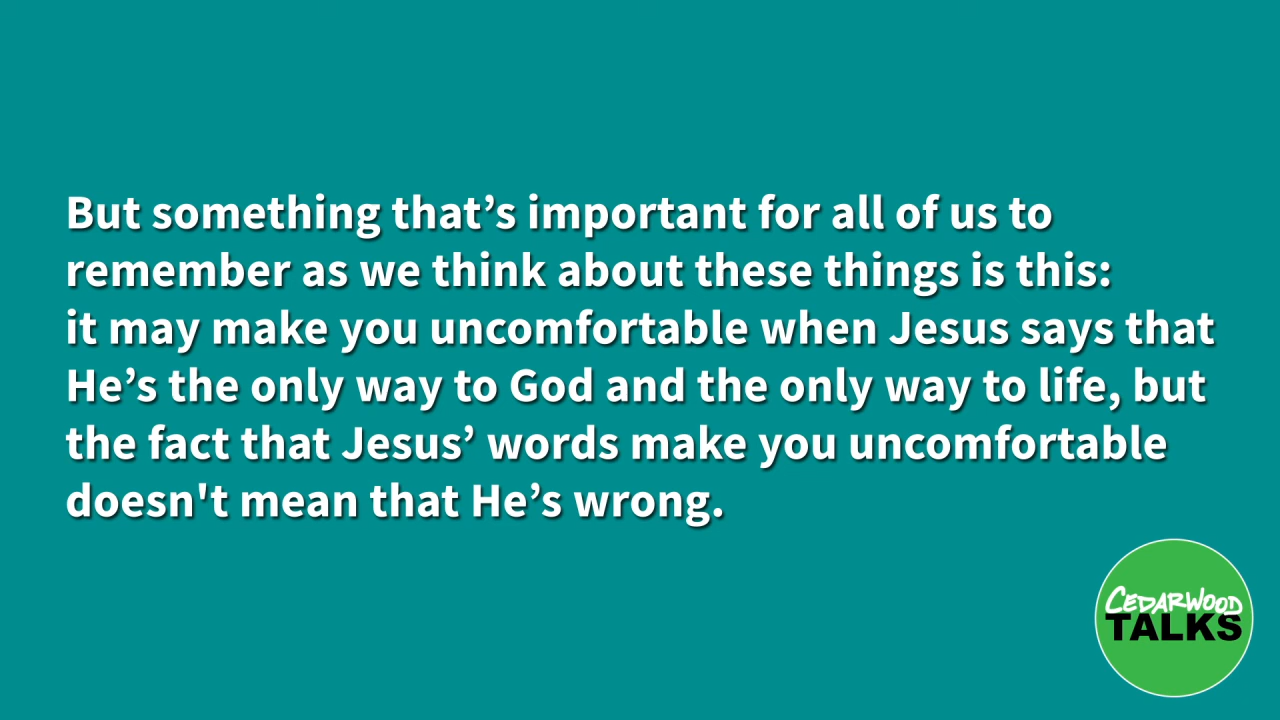 But something that’s important for all of us to
remember as we think about these things is this:
it may make you uncomfortable when Jesus says that
He’s the only way to God and the only way to life, but
the fact that Jesus’ words make you uncomfortable
doesn't mean that He’s wrong.
CEDARWOOD
TALKS